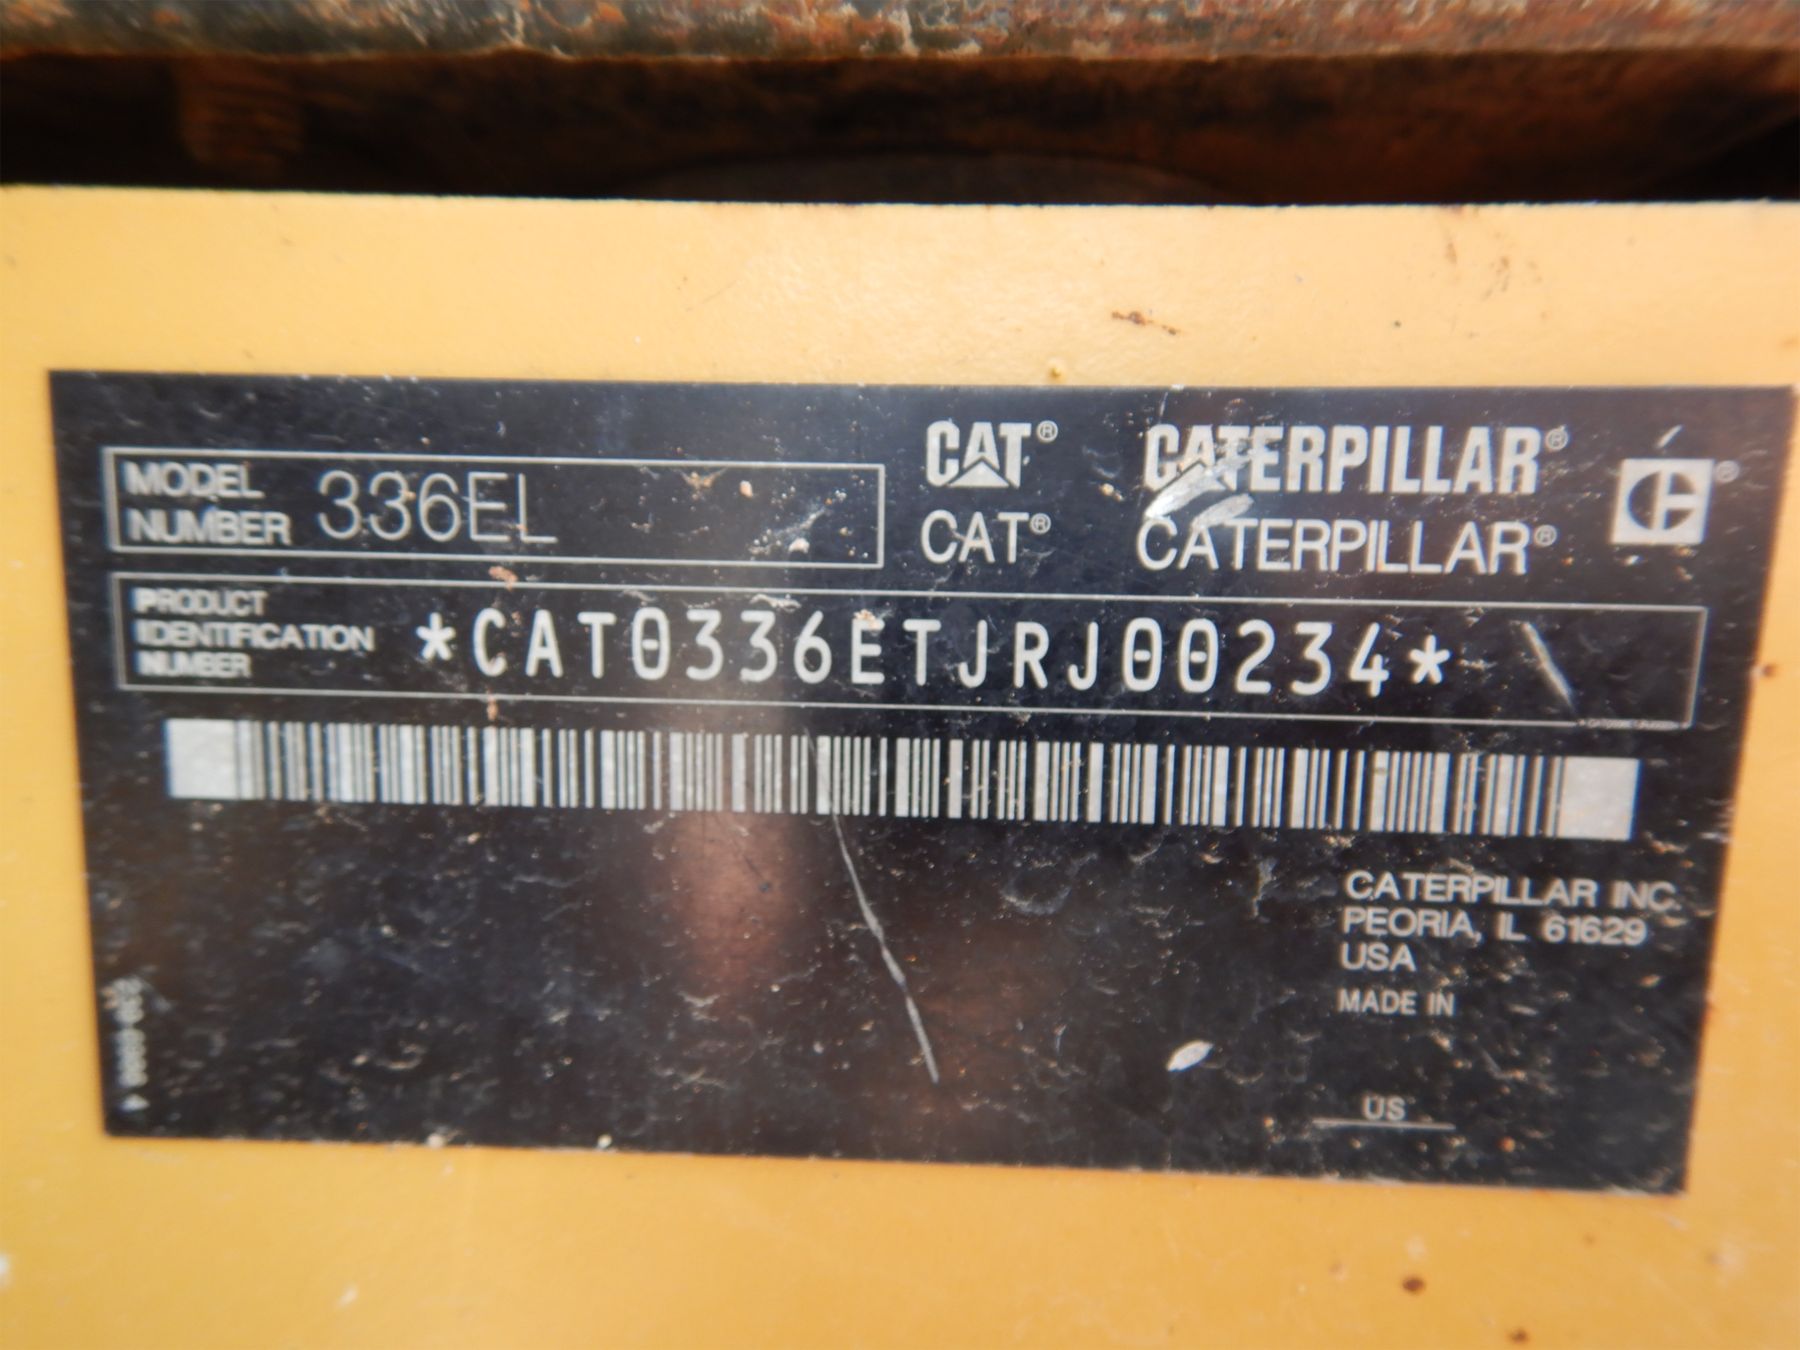 MODEL NUMBER 336EL
CAT® CATERPILLAR® ®
CAT® CATERPILLAR®
PRODUCT IDENTIFICATION NUMBER *CAT0336ETJRJ00234*
CATERPILLAR INC.
PEORIA, IL 61629
USA
MADE IN
US